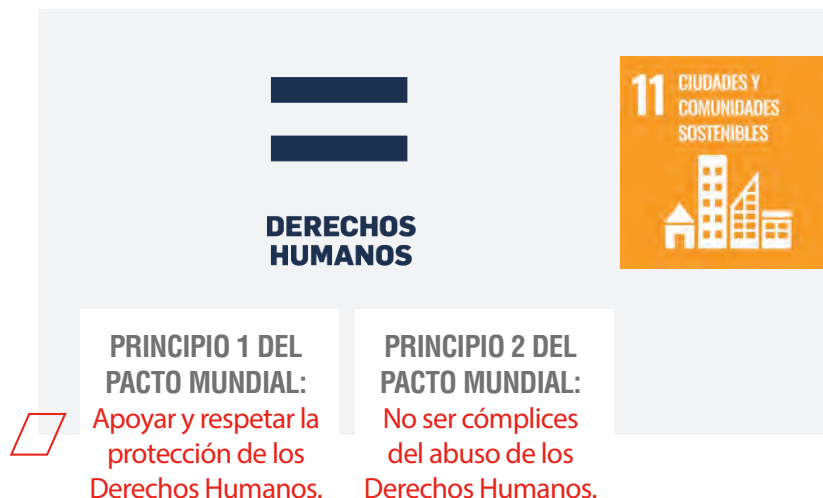 DERECHOS
HUMANOS
11 CIUDADES Y
COMUNIDADES
SOSTENIBLES
PRINCIPIO 1 DEL
PACTO MUNDIAL:
Apoyar y respetar la
protección de los
Derechos Humanos.
PRINCIPIO 2 DEL
PACTO MUNDIAL:
No ser cómplices
del abuso de los
Derechos Humanos.